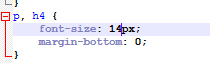 }
p, h4 {
font-size: 14px;
margin-bottom: 0;
}